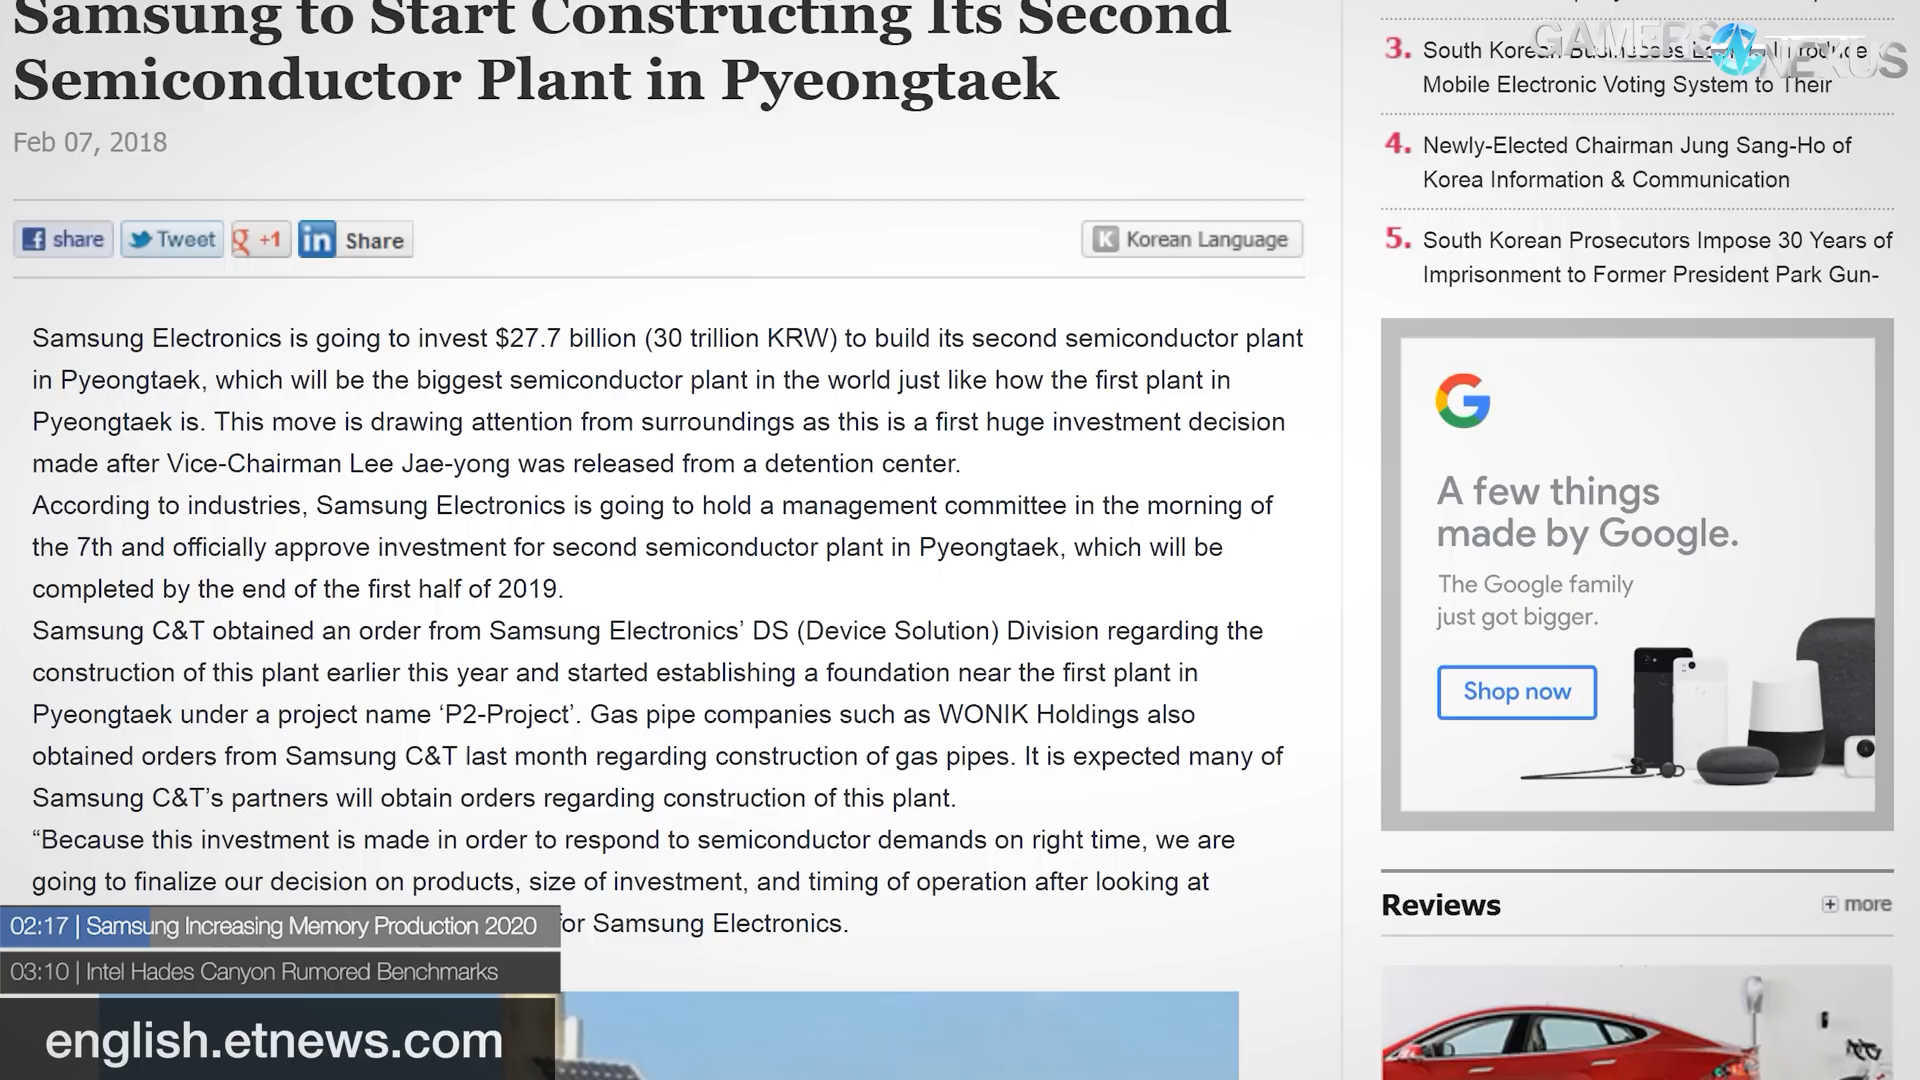 Samsung to Start Constructing Its Second
Semiconductor Plant in Pyeongtaek
Feb 07, 2018
share
Tweet
+1
Share
Korean Language
Samsung Electronics is going to invest $27.7 billion (30 trillion KRW) to build its second semiconductor plant
in Pyeongtaek, which will be the biggest semiconductor plant in the world just like how the first plant in
Pyeongtaek is. This move is drawing attention from surroundings as this is a first huge investment decision
made after Vice-Chairman Lee Jae-yong was released from a detention center.
According to industries, Samsung Electronics is going to hold a management committee in the morning of
the 7th and officially approve investment for second semiconductor plant in Pyeongtaek, which will be
completed by the end of the first half of 2019.
Samsung C&T obtained an order from Samsung Electronics’ DS (Device Solution) Division regarding the
construction of this plant earlier this year and started establishing a foundation near the first plant in
Pyeongtaek under a project name ‘P2-Project’. Gas pipe companies such as WONIK Holdings also
obtained orders from Samsung C&T last month regarding construction of gas pipes. It is expected many of
Samsung C&T’s partners will obtain orders regarding construction of this plant.
“Because this investment is made in order to respond to semiconductor demands on right time, we are
going to finalize our decision on products, size of investment, and timing of operation after looking at
for Samsung Electronics.
02:17 | Samsung Increasing Memory Production 2020
03:10 | Intel Hades Canyon Rumored Benchmarks
english.etnews.com
GAMERS NEXUS
3. South Korean Businesses Introduce
Mobile Electronic Voting System to Their
4. Newly-Elected Chairman Jung Sang-Ho of
Korea Information & Communication
5. South Korean Prosecutors Impose 30 Years of
Imprisonment to Former President Park Gun-
A few things
made by Google.
The Google family
just got bigger.
Shop now
Reviews
more